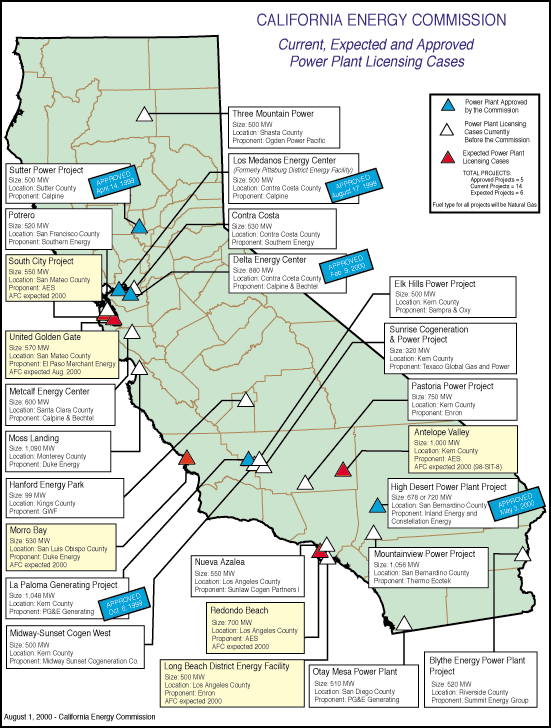 CALIFORNIA ENERGY COMMISSION
Current, Expected and Approved
Power Plant Licensing Cases
Power Plant Approved
by the Commission
Power Plant Licensing
Cases Currently
Before the Commission
Expected Power Plant
Licensing Cases
TOTAL PROJECTS:
Approved Projects = 5
Current Projects = 14
Expected Projects = 6
Fuel type for all projects will be Natural Gas
Three Mountain Power
Size: 500 MW
Location: Shasta County
Proponent: Ogden Power Pacific
Sutter Power Project
Size: 500 MW
Location: Sutter County
Proponent: Calpine
APPROVED
April 14, 1999
Los Medanos Energy Center
(Formerly Pittsburg District Energy Facility)
Size: 500 MW
Location: Contra Costa County
Proponent: Calpine
APPROVED
August 17, 1999
Potrero
Size: 520 MW
Location: San Francisco County
Proponent: Southern Energy
Contra Costa
Size: 530 MW
Location: Contra Costa County
Proponent: Southern Energy
South City Project
Size: 550 MW
Location: San Mateo County
Proponent: AES
AFC expected 2000
Delta Energy Center
Size: 880 MW
Location: Contra Costa County
Proponent: Calpine & Bechtel
APPROVED
Feb. 9, 2000
Elk Hills Power Project
Size: 500 MW
Location: Kern County
Proponent: Sempra & Oxy
United Golden Gate
Size: 570 MW
Location: San Mateo County
Proponent: El Paso Merchant Energy
AFC expected Aug. 2000
Sunrise Cogeneration
& Power Project
Size: 320 MW
Location: Kern County
Proponent: Texaco Global Gas and Power
Metcalf Energy Center
Size: 600 MW
Location: Santa Clara County
Proponent: Calpine & Bechtel
Pastoria Power Project
Size: 750 MW
Location: Kern County
Proponent: Enron
Moss Landing
Size: 1,090 MW
Location: Monterey County
Proponent: Duke Energy
Antelope Valley
Size: 1,000 MW
Location: Kern County
Proponent: AES
AFC expected 2000 (98-SIT-8)
Hanford Energy Park
Size: 99 MW
Location: Kings County
Proponent: GWF
High Desert Power Plant Project
Size: 678 or 720 MW
Location: San Bernardino County
Proponent: Inland Energy and
Constellation Energy
APPROVED
May 3, 2000
Morro Bay
Size: 530 MW
Location: San Luis Obispo County
Proponent: Duke Energy
AFC expected 2000
Mountainview Power Project
Size: 1,056 MW
Location: San Bernardino County
Proponent: Thermo Ecotek
Nueva Azalea
Size: 550 MW
Location: Los Angeles County
Proponent: Sunlaw Cogen Partners I
La Paloma Generating Project
Size: 1,048 MW
Location: Kern County
Proponent: PG&E Generating
APPROVED
Oct. 6, 1999
Redondo Beach
Size: 700 MW
Location: Los Angeles County
Proponent: AES
AFC expected 2000
Midway-Sunset Cogen West
Size: 500 MW
Location: Kern County
Proponent: Midway Sunset Cogeneration Co.
Long Beach District Energy Facility
Size: 500 MW
Location: Los Angeles County
Proponent: Enron
AFC expected 2000
Otay Mesa Power Plant
Size: 510 MW
Location: San Diego County
Proponent: PG&E Generating
Blythe Energy Power Plant
Project
Size: 520 MW
Location: Riverside County
Proponent: Summit Energy Group
August 1, 2000 - California Energy Commission